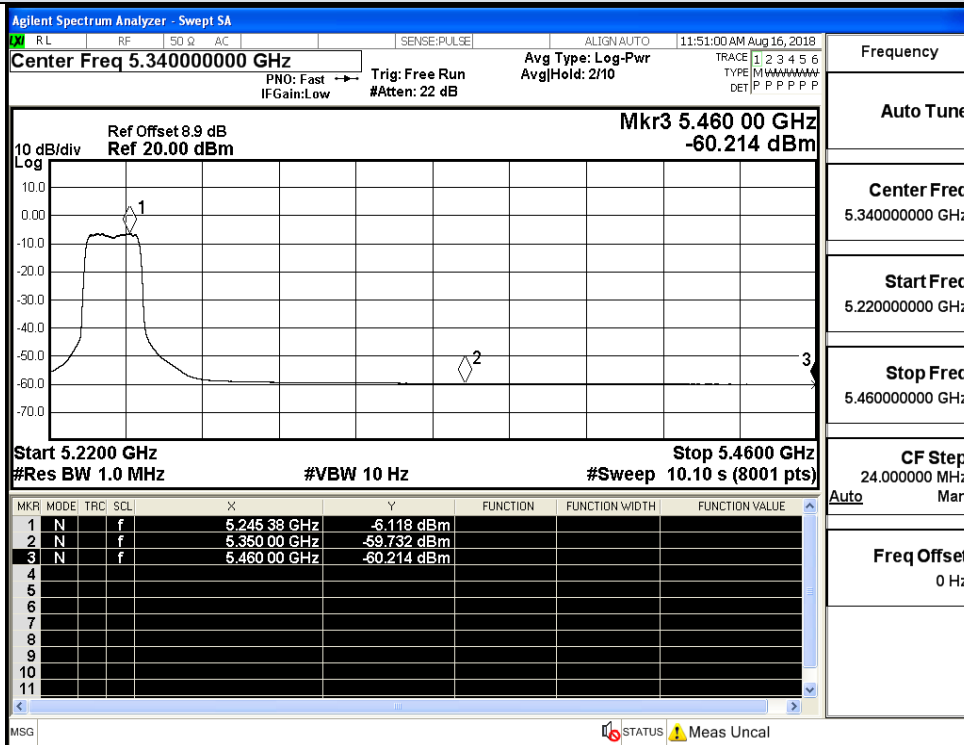 Agilent Spectrum Analyzer - Swept SA
LXI RL RF 50 Ω AC SENSE:PULSE ALIGN AUTO 11:51:00 AM Aug 16, 2018
Center Freq 5.340000000 GHz
PNO: Fast
IFGain:Low
Trig: Free Run
#Atten: 22 dB
Avg Type: Log-Pwr
Avg|Hold: 2/10
TRACE 1 2 3 4 5 6
TYPE M WWWWW
DET P P P P P P
Mkr3 5.460 00 GHz
-60.214 dBm
Ref Offset 8.9 dB
10 dB/div Ref 20.00 dBm
Log
10.0
0.00
-10.0
-20.0
-30.0
-40.0
-50.0
-60.0
-70.0
1
2
3
Start 5.2200 GHz Stop 5.4600 GHz
#Res BW 1.0 MHz #VBW 10 Hz #Sweep 10.10 s (8001 pts)
MKR MODE TRC SCL X Y FUNCTION FUNCTION WIDTH FUNCTION VALUE
1 N f 5.245 38 GHz -6.118 dBm
2 N f 5.350 00 GHz -59.732 dBm
3 N f 5.460 00 GHz -60.214 dBm
4
5
6
7
8
9
10
11
MSG STATUS Meas Uncal
Frequency
Auto Tune
Center Freq
5.340000000 GHz
Start Freq
5.220000000 GHz
Stop Freq
5.460000000 GHz
CF Step
24.000000 MHz
Auto Man
Freq Offset
0 Hz